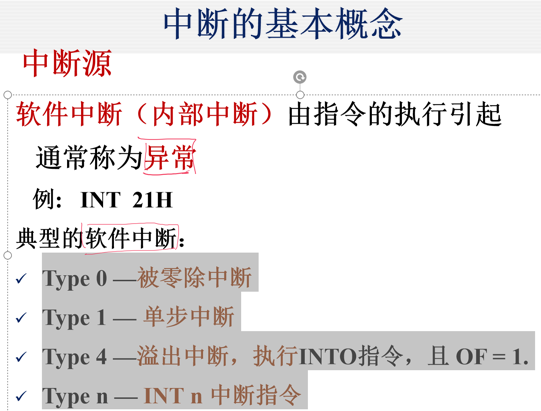 中断的基本概念
中断源
软件中断（内部中断）由指令的执行引起
通常称为异常
例： INT 21H
典型的软件中断：
✓ Type 0 —被零除中断
✓ Type 1 — 单步中断
✓ Type 4 —溢出中断，执行INTO指令，且 OF = 1.
✓ Type n — INT n 中断指令